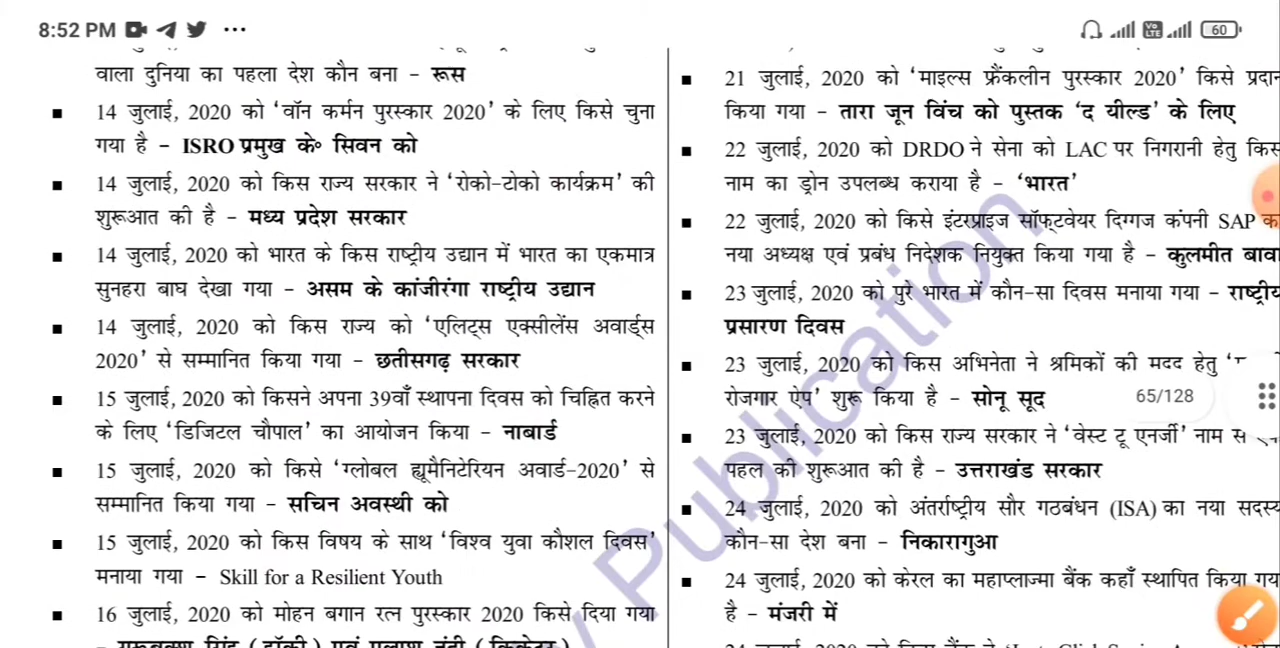 8:52 PM
60
वाला दुनिया का पहला देश कौन बना – रूस
▪ 14 जुलाई, 2020 को ‘वॉन कर्मन पुरस्कार 2020’ के लिए किसे चुना
गया है – ISRO प्रमुख के॰ सिवन को
▪ 14 जुलाई, 2020 को किस राज्य सरकार ने ‘रोको-टोको कार्यक्रम’ की
शुरूआत की है – मध्य प्रदेश सरकार
▪ 14 जुलाई, 2020 को भारत के किस राष्ट्रीय उद्यान में भारत का एकमात्र
सुनहरा बाघ देखा गया – असम के कांजीरंगा राष्ट्रीय उद्यान
▪ 14 जुलाई, 2020 को किस राज्य को ‘एलिट्स एक्सीलेंस अवार्ड्स
2020’ से सम्मानित किया गया – छतीसगढ़ सरकार
▪ 15 जुलाई, 2020 को किसने अपना 39वाँ स्थापना दिवस को चिह्नित करने
के लिए ‘डिजिटल चौपाल’ का आयोजन किया – नाबार्ड
▪ 15 जुलाई, 2020 को किसे ‘ग्लोबल ह्यूमैनिटेरियन अवार्ड-2020’ से
सम्मानित किया गया – सचिन अवस्थी को
▪ 15 जुलाई, 2020 को किस विषय के साथ ‘विश्व युवा कौशल दिवस’
मनाया गया – Skill for a Resilient Youth
▪ 16 जुलाई, 2020 को मोहन बगान रत्न पुरस्कार 2020 किसे दिया गया
▪ 21 जुलाई, 2020 को ‘माइल्स फ्रैंकलीन पुरस्कार 2020’ किसे प्रदान
किया गया – तारा जून विंच को पुस्तक ‘द यील्ड’ के लिए
▪ 22 जुलाई, 2020 को DRDO ने सेना को LAC पर निगरानी हेतु किस
नाम का ड्रोन उपलब्ध कराया है – ‘भारत’
▪ 22 जुलाई, 2020 को किसे इंटरप्राइज सॉफ्टवेयर दिग्गज कंपनी SAP क
नया अध्यक्ष एवं प्रबंध निदेशक नियुक्त किया गया है – कुलमीत बावा
▪ 23 जुलाई, 2020 को पुरे भारत में कौन-सा दिवस मनाया गया – राष्ट्रीय
प्रसारण दिवस
▪ 23 जुलाई, 2020 को किस अभिनेता ने श्रमिकों की मदद हेतु
रोजगार ऐप’ शुरू किया है – सोनू सूद
65/128
▪ 23 जुलाई, 2020 को किस राज्य सरकार ने ‘वेस्ट टू एनर्जी’ नाम
पहल की शुरूआत की है – उत्तराखंड सरकार
▪ 24 जुलाई, 2020 को अंतर्राष्ट्रीय सौर गठबंधन (ISA) का नया सदस्य
कौन-सा देश बना – निकारागुआ
▪ 24 जुलाई, 2020 को केरल का महाप्लाज्मा बैंक कहाँ स्थापित किया गय
है – मंजरी में
Publication